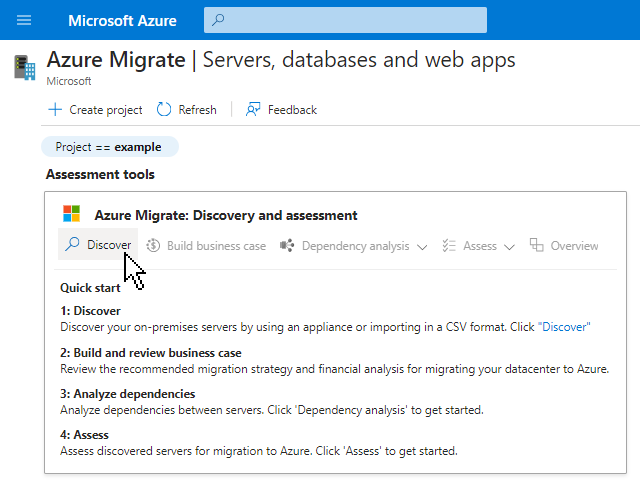 Microsoft Azure
Azure Migrate | Servers, databases and web apps
Microsoft
Create project Refresh Feedback
Project == example
Assessment tools
Azure Migrate: Discovery and assessment
Discover Build business case Dependency analysis Assess Overview
Quick start
1: Discover
Discover your on-premises servers by using an appliance or importing in a CSV format. Click "Discover"
2: Build and review business case
Review the recommended migration strategy and financial analysis for migrating your datacenter to Azure.
3: Analyze dependencies
Analyze dependencies between servers. Click 'Dependency analysis' to get started.
4: Assess
Assess discovered servers for migration to Azure. Click 'Assess' to get started.